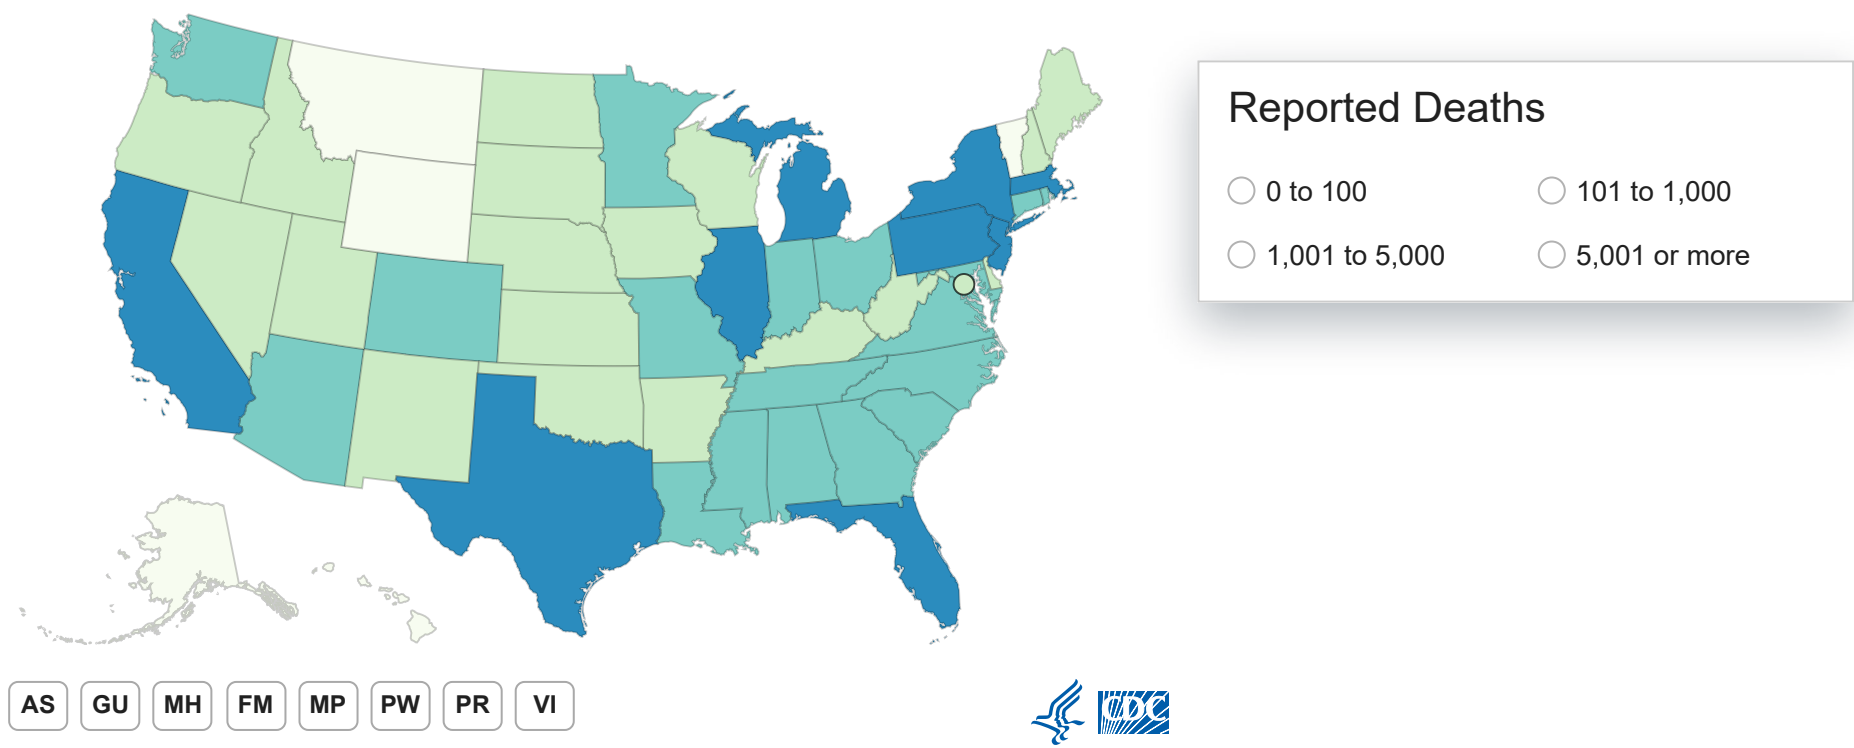 Reported Deaths
0 to 100
101 to 1,000
1,001 to 5,000
5,001 or more
AS GU MH FM MP PW PR VI
CDC